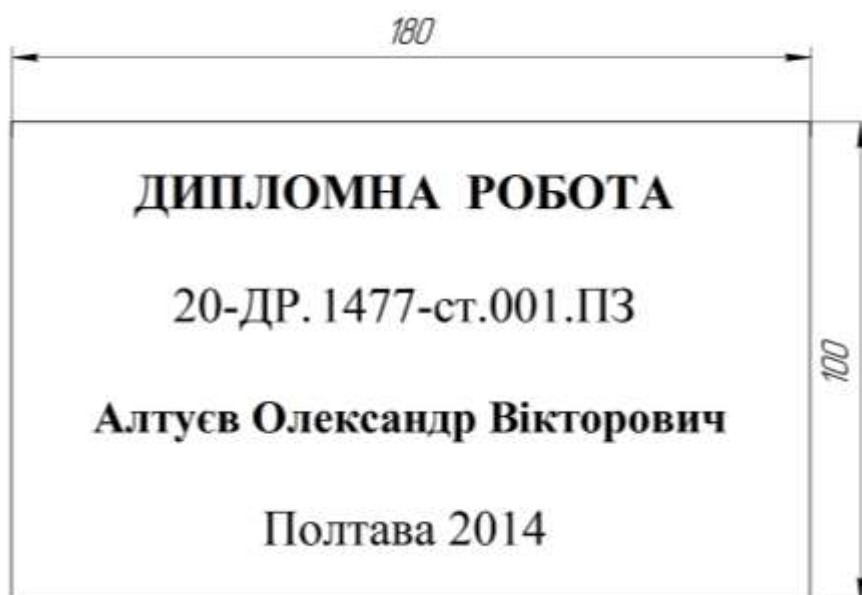 180
ДИПЛОМНА РОБОТА
20-ДР. 1477-ст.001.ПЗ
100
Алтуєв Олександр Вікторович
Полтава 2014